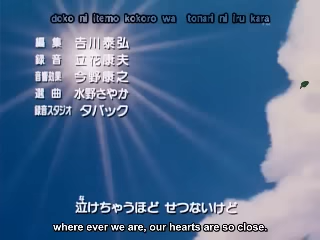 doko ni itemo kokoro wa tonari ni iru kara
編集 吉川泰弘
録音 立花康夫
音響効果 今野康之
選曲 水野さやか
録音スタジオ タバック
な
泣けちゃうほど せつないけど
where ever we are, our hearts are so close.